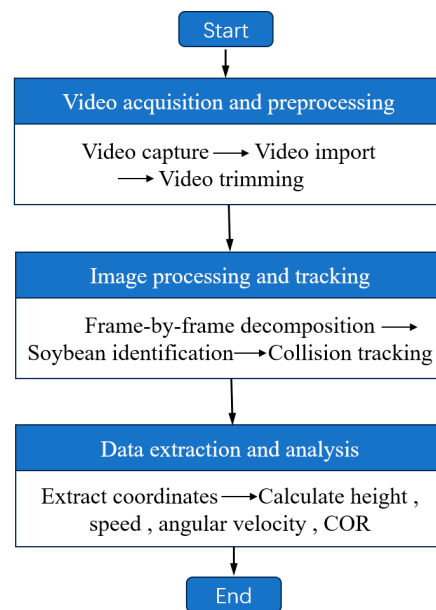 Start
Video acquisition and preprocessing
Video capture → Video import
→ Video trimming
Image processing and tracking
Frame-by-frame decomposition →
Soybean identification → Collision tracking
Data extraction and analysis
Extract coordinates → Calculate height ,
speed , angular velocity , COR
End